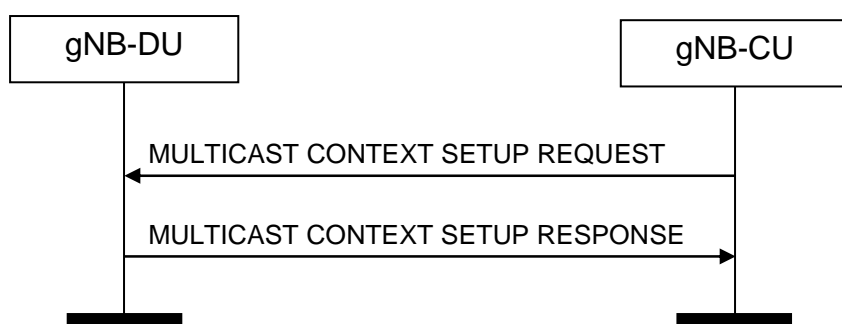 gNB-DU
gNB-CU
MULTICAST CONTEXT SETUP REQUEST
MULTICAST CONTEXT SETUP RESPONSE